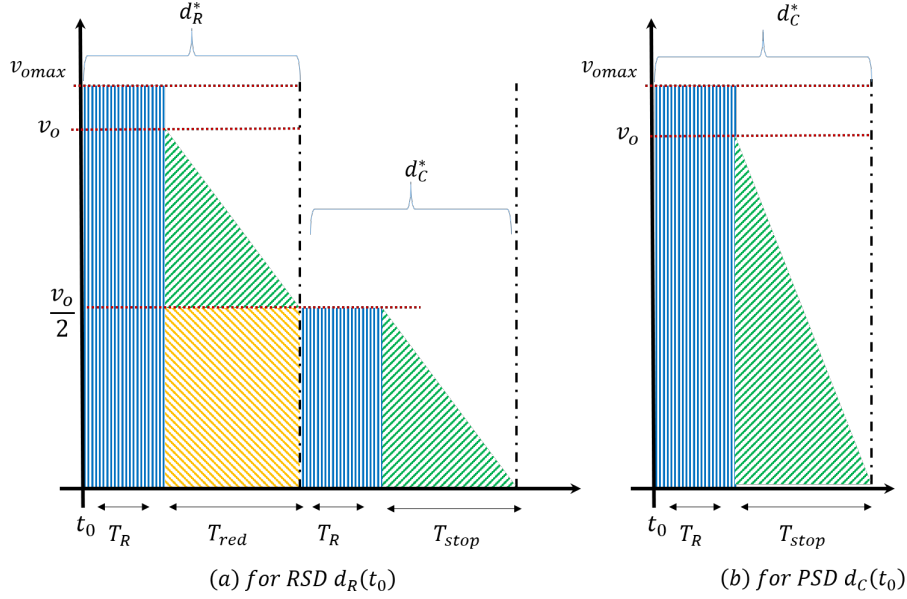 d*_R
v_omax
v_o
d*_C
v_o/2
t_0
T_R
T_red
T_R
T_stop
(a) for RSD d_R(t_0)
d*_C
v_omax
v_o
t_0
T_R
T_stop
(b) for PSD d_C(t_0)